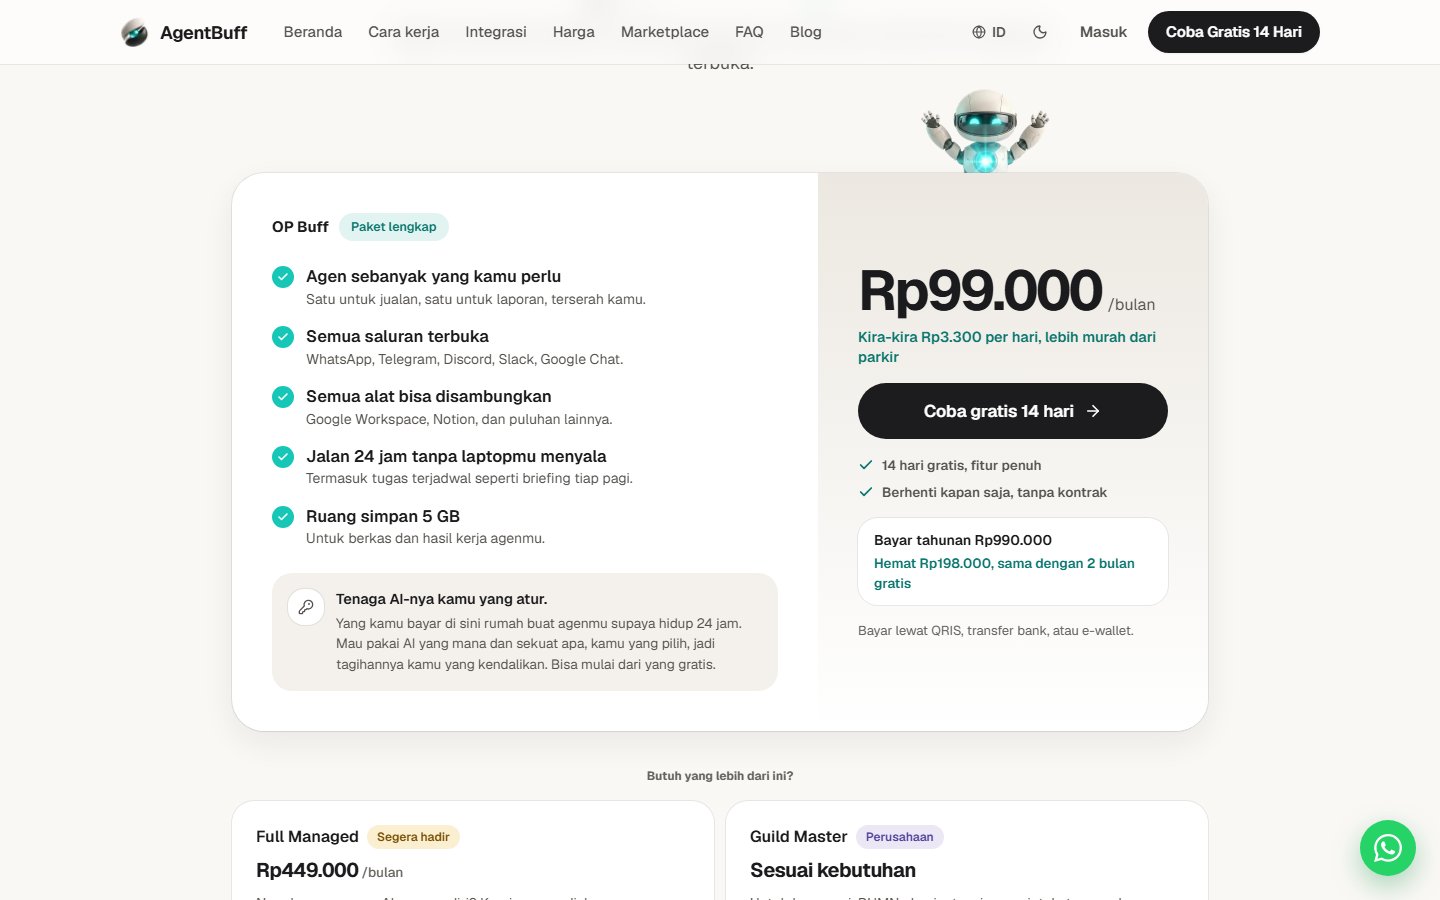 AgentBuff
Beranda
Cara kerja
Integrasi
Harga
Marketplace
FAQ
Blog
ID
Masuk
Coba Gratis 14 Hari
terbuka.
OP Buff
Paket lengkap
Agen sebanyak yang kamu perlu
Satu untuk jualan, satu untuk laporan, terserah kamu.
Semua saluran terbuka
WhatsApp, Telegram, Discord, Slack, Google Chat.
Semua alat bisa disambungkan
Google Workspace, Notion, dan puluhan lainnya.
Jalan 24 jam tanpa laptopmu menyala
Termasuk tugas terjadwal seperti briefing tiap pagi.
Ruang simpan 5 GB
Untuk berkas dan hasil kerja agenmu.
Tenaga AI-nya kamu yang atur.
Yang kamu bayar di sini rumah buat agenmu supaya hidup 24 jam.
Mau pakai AI yang mana dan sekuat apa, kamu yang pilih, jadi
tagihannya kamu yang kendalikan. Bisa mulai dari yang gratis.
Rp99.000 /bulan
Kira-kira Rp3.300 per hari, lebih murah dari
parkir
Coba gratis 14 hari
14 hari gratis, fitur penuh
Berhenti kapan saja, tanpa kontrak
Bayar tahunan Rp990.000
Hemat Rp198.000, sama dengan 2 bulan
gratis
Bayar lewat QRIS, transfer bank, atau e-wallet.
Butuh yang lebih dari ini?
Full Managed
Segera hadir
Rp449.000 /bulan
Guild Master
Perusahaan
Sesuai kebutuhan